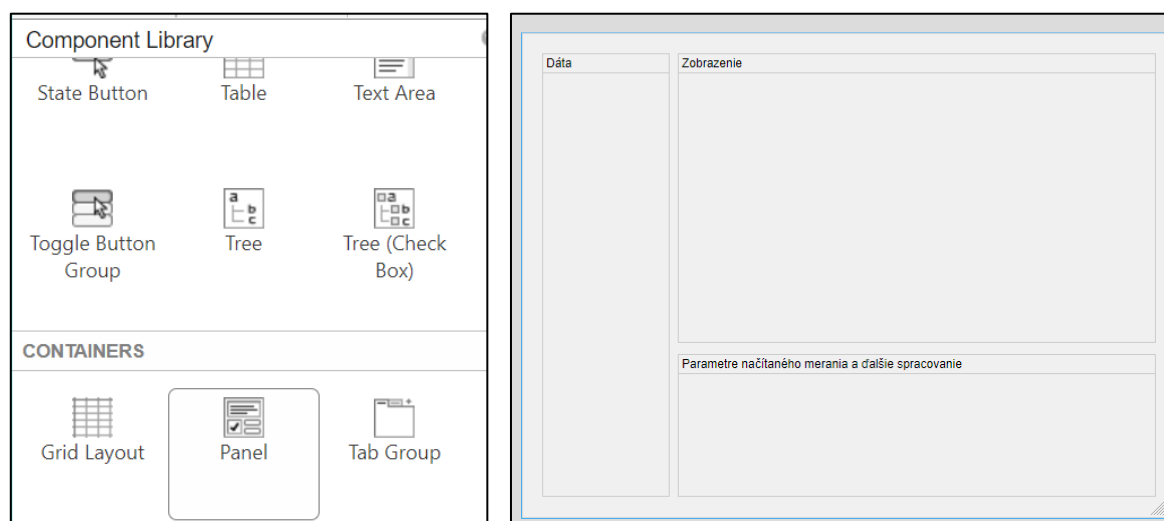 Component Library
State Button
Table
Text Area
a
b
c
a
b
c
Toggle Button
Group
Tree
Tree (Check
Box)
CONTAINERS
Grid Layout
Panel
Tab Group
Dáta
Zobrazenie
Parametre načítaného merania a ďalšie spracovanie